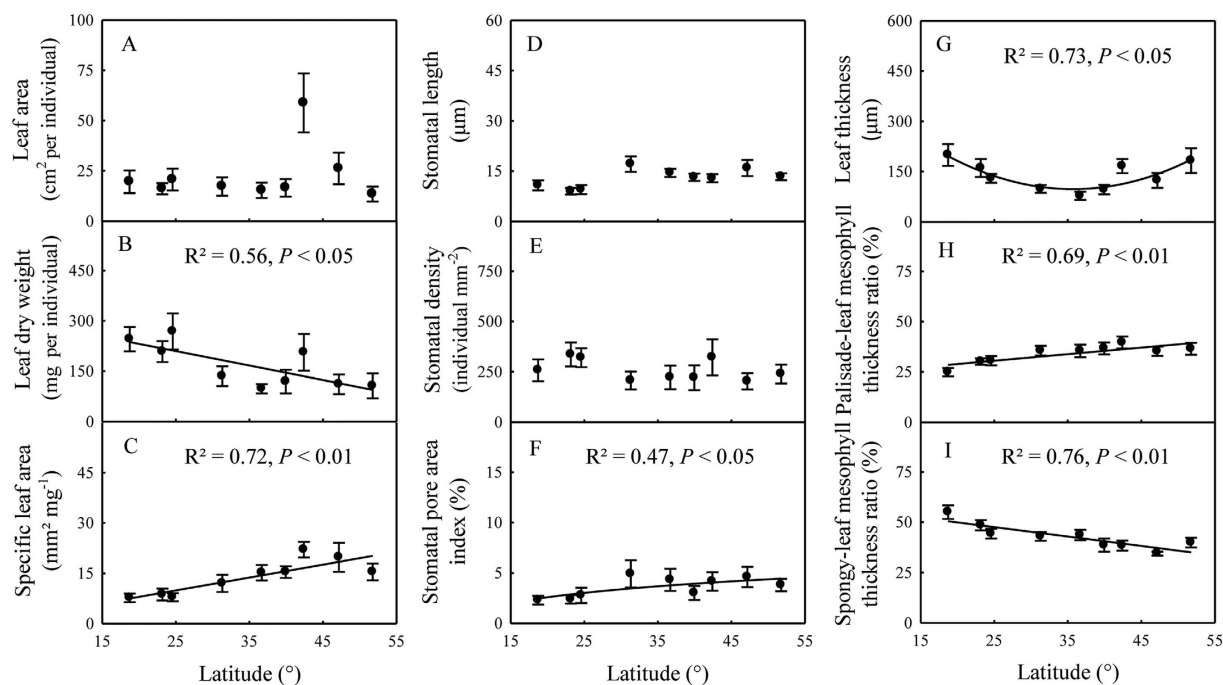 A
Leaf area
(cm² per individual)
100
75
50
25
0
B
R² = 0.56, P < 0.05
Leaf dry weight
(mg per individual)
450
300
150
0
C
R² = 0.72, P < 0.01
Specific leaf area
(mm² mg⁻¹)
45
30
15
0
15 25 35 45 55
Latitude (°)
D
Stomatal length
(μm)
60
45
30
15
0
E
Stomatal density
(individual mm⁻²)
750
500
250
0
F
R² = 0.47, P < 0.05
Stomatal pore area
index (%)
15
10
5
0
15 25 35 45 55
Latitude (°)
G
R² = 0.73, P < 0.05
Leaf thickness
(μm)
600
450
300
150
0
H
R² = 0.69, P < 0.01
Palisade-leaf mesophyll
thickness ratio (%)
75
50
25
0
I
R² = 0.76, P < 0.01
Spongy-leaf mesophyll
thickness ratio (%)
75
50
25
0
15 25 35 45 55
Latitude (°)